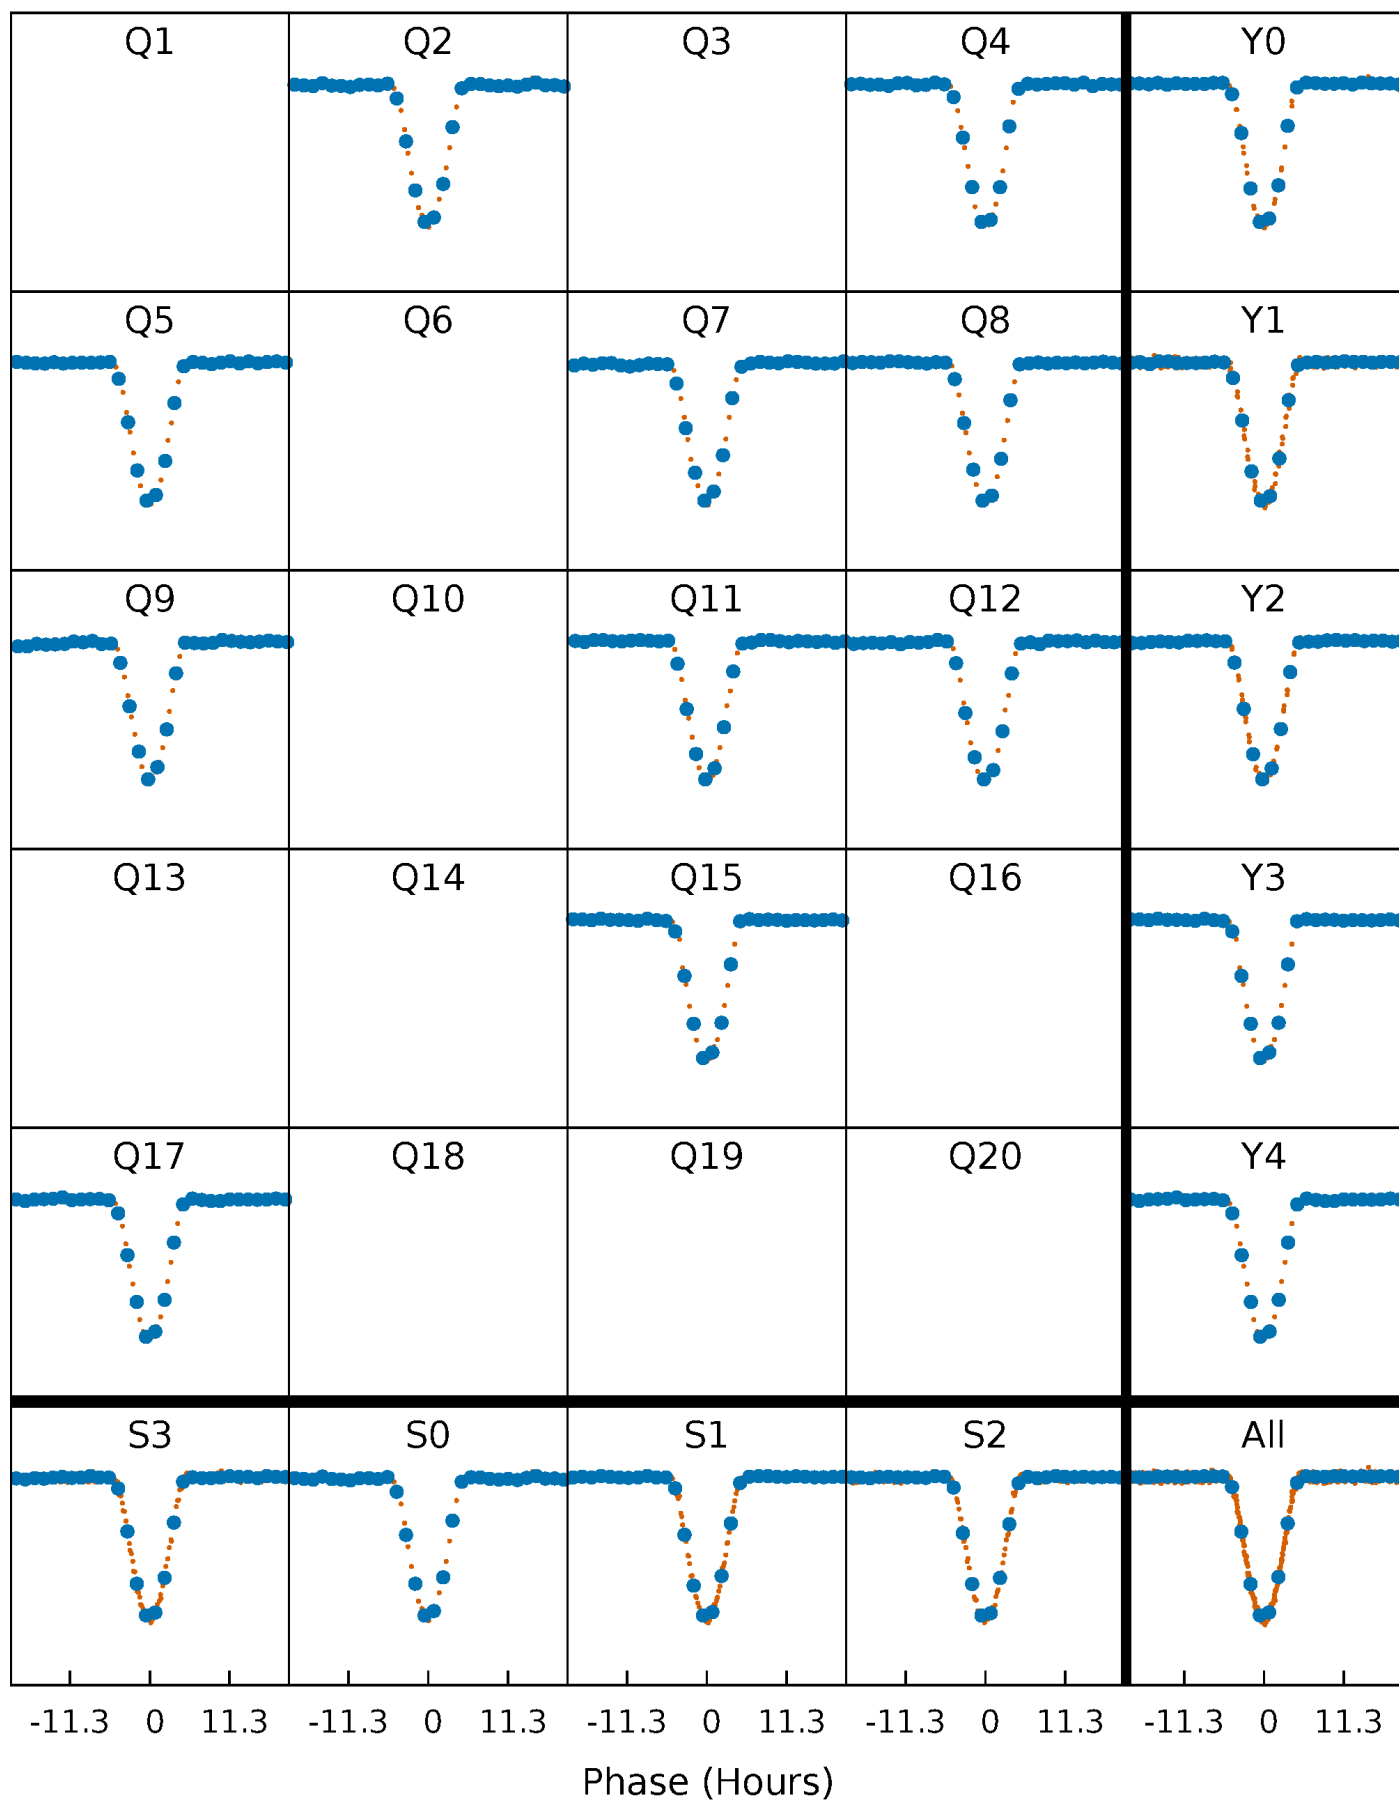 Q1 Q2 Q3 Q4 Y0
Q5 Q6 Q7 Q8 Y1
Q9 Q10 Q11 Q12 Y2
Q13 Q14 Q15 Q16 Y3
Q17 Q18 Q19 Q20 Y4
S3 S0 S1 S2 All
-11.3 0 11.3 -11.3 0 11.3 -11.3 0 11.3 -11.3 0 11.3 -11.3 0 11.3
Phase (Hours)